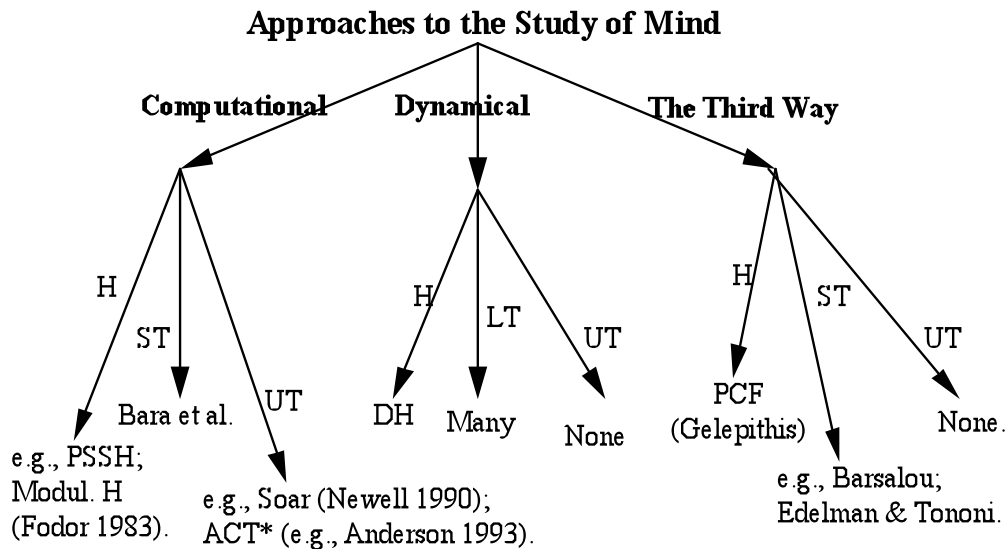 Approaches to the Study of Mind
Computational
Dynamical
The Third Way
H
ST
UT
H
LT
UT
H
ST
UT
Bara et al.
e.g., PSSH;
Modul. H
(Fodor 1983).
e.g., Soar (Newell 1990);
ACT* (e.g., Anderson 1993).
DH
Many
None
PCF
(Gelepithis)
e.g., Barsalou;
Edelman & Tononi.
None.